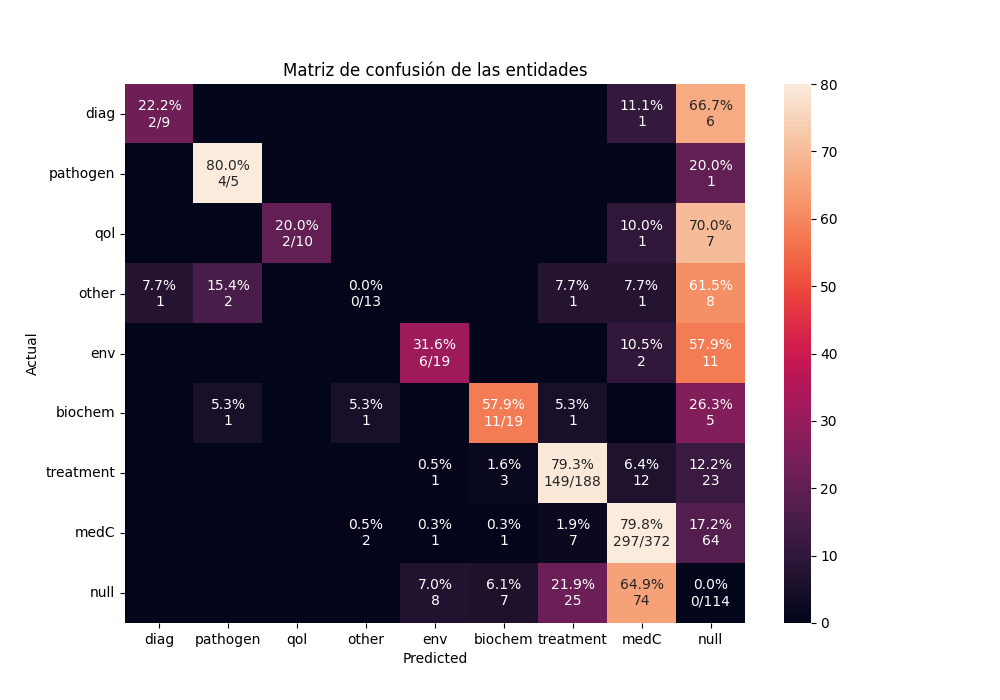 Matriz de confusión de las entidades
diag 22.2% 11.1% 66.7% 80
2/9 1 6
pathogen 80.0% 20.0% 70
4/5 1
qol 20.0% 10.0% 70.0% 60
2/10 1 7
other 7.7% 15.4% 0.0% 7.7% 7.7% 61.5% 50
1 2 0/13 1 1 8
Actual
env 31.6% 10.5% 57.9% 40
6/19 2 11
biochem 5.3% 5.3% 57.9% 5.3% 26.3% 30
1 1 11/19 1 5
treatment 0.5% 1.6% 79.3% 6.4% 12.2% 20
1 3 149/188 12 23
medC 0.5% 0.3% 0.3% 1.9% 79.8% 17.2% 10
2 1 1 7 297/372 64
null 7.0% 6.1% 21.9% 64.9% 0.0%
8 7 25 74 0/114 0
diag pathogen qol other env biochem treatment medC null
Predicted